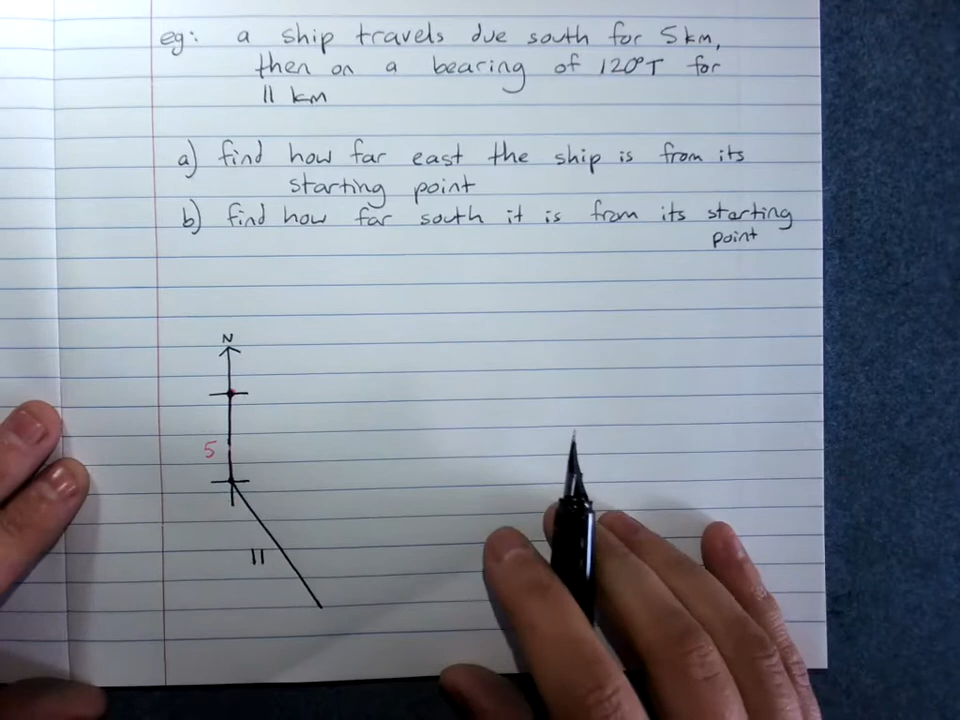 eg: a ship travels due south for 5km,
then on a bearing of 120°T for
11 km
a) find how far east the ship is from its
starting point
b) find how far south it is from its starting
point
N
5
11